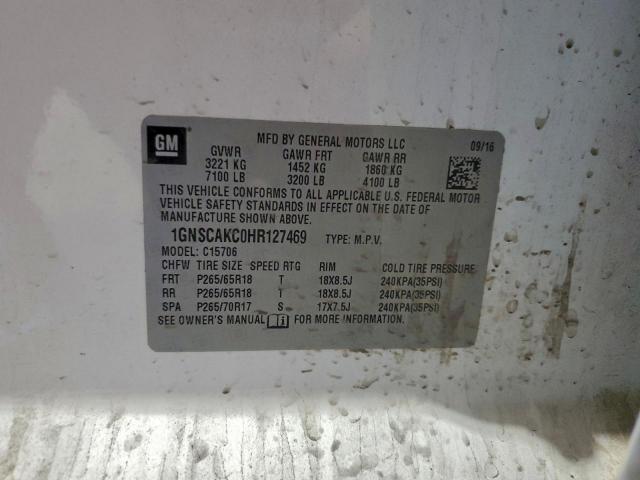 GM
MFD BY GENERAL MOTORS LLC 09/16
GVWR GAWR FRT GAWR RR
3221 KG 1452 KG 1860 KG
7100 LB 3200 LB 4100 LB
THIS VEHICLE CONFORMS TO ALL APPLICABLE U.S. FEDERAL MOTOR
VEHICLE SAFETY STANDARDS IN EFFECT ON THE DATE OF
MANUFACTURE SHOWN ABOVE.
1GNSCAKC0HR127469 TYPE: M.P.V.
MODEL: C15706
CHFW TIRE SIZE SPEED RTG RIM COLD TIRE PRESSURE
FRT P265/65R18 T 18X8.5J 240KPA(35PSI)
RR P265/65R18 T 18X8.5J 240KPA(35PSI)
SPA P265/70R17 S 17X7.5J 240KPA(35PSI)
SEE OWNER'S MANUAL FOR MORE INFORMATION.